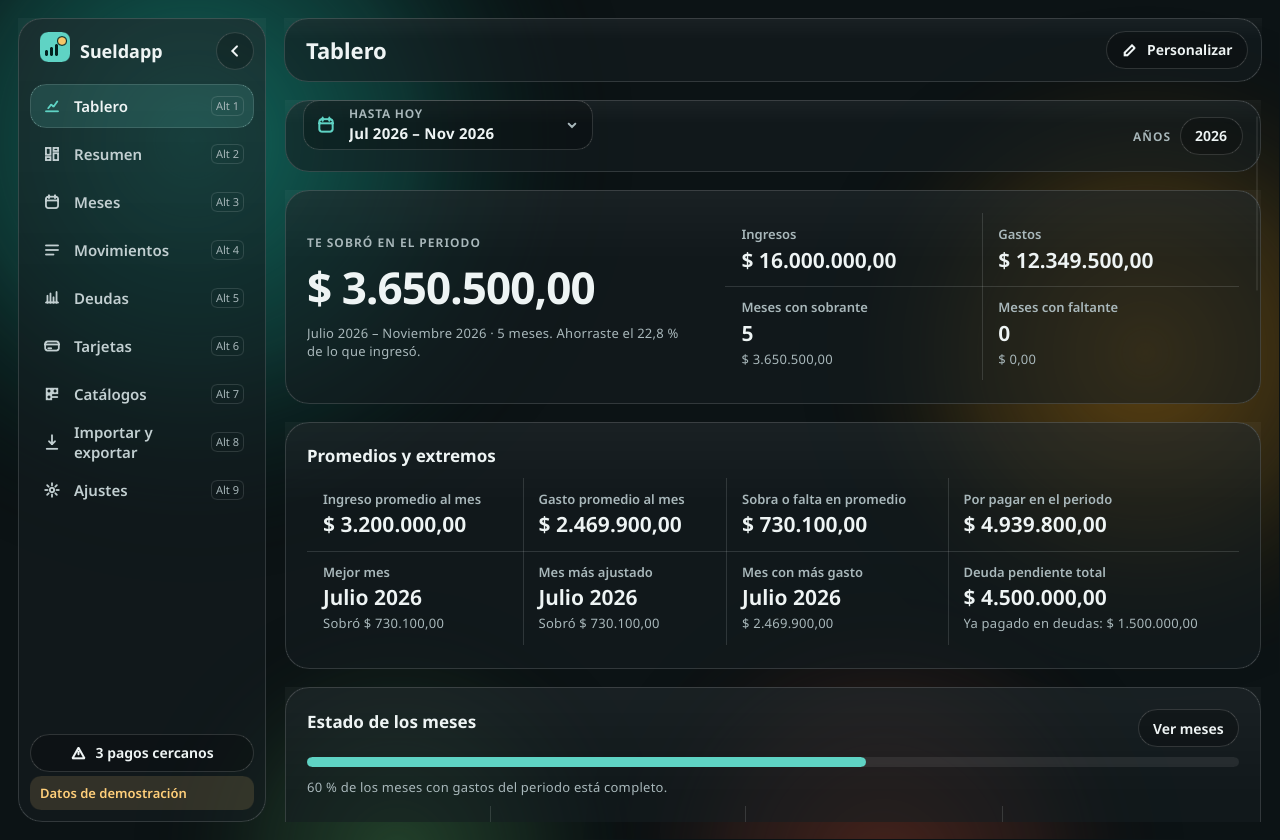 Sueldapp
Tablero
Alt 1
Resumen
Alt 2
Meses
Alt 3
Movimientos
Alt 4
Deudas
Alt 5
Tarjetas
Alt 6
Catálogos
Alt 7
Importar y
exportar
Alt 8
Ajustes
Alt 9
3 pagos cercanos
Datos de demostración
Tablero
Personalizar
HASTA HOY
Jul 2026 – Nov 2026
AÑOS
2026
TE SOBRÓ EN EL PERIODO
$ 3.650.500,00
Julio 2026 – Noviembre 2026 · 5 meses. Ahorraste el 22,8 %
de lo que ingresó.
Ingresos
$ 16.000.000,00
Gastos
$ 12.349.500,00
Meses con sobrante
5
$ 3.650.500,00
Meses con faltante
0
$ 0,00
Promedios y extremos
Ingreso promedio al mes
$ 3.200.000,00
Gasto promedio al mes
$ 2.469.900,00
Sobra o falta en promedio
$ 730.100,00
Por pagar en el periodo
$ 4.939.800,00
Mejor mes
Julio 2026
Sobró $ 730.100,00
Mes más ajustado
Julio 2026
Sobró $ 730.100,00
Mes con más gasto
Julio 2026
$ 2.469.900,00
Deuda pendiente total
$ 4.500.000,00
Ya pagado en deudas: $ 1.500.000,00
Estado de los meses
Ver meses
60 % de los meses con gastos del periodo está completo.